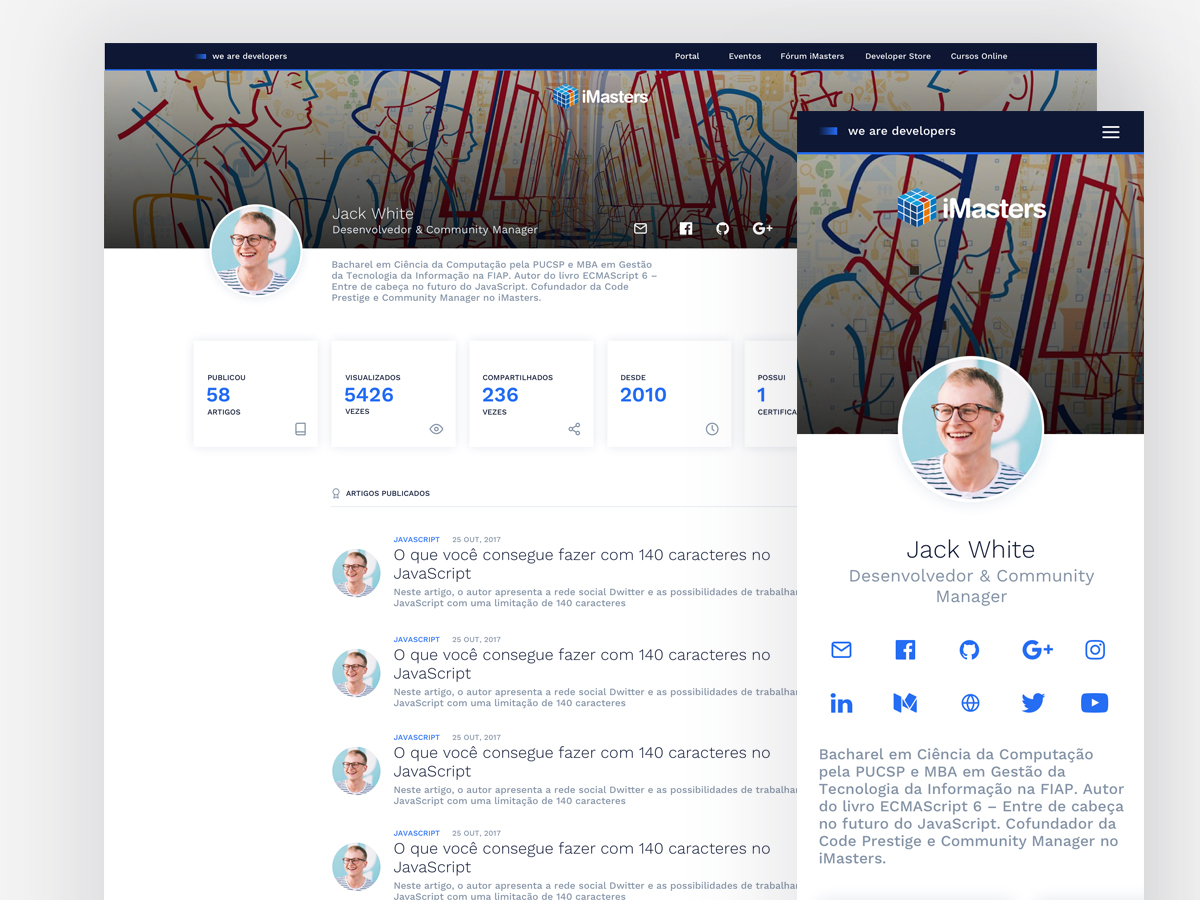 we are developers
Portal
Eventos
Fórum iMasters
Developer Store
Cursos Online
iMasters
Jack White
Desenvolvedor & Community Manager
Bacharel em Ciência da Computação pela PUCSP e MBA em Gestão
da Tecnologia da Informação na FIAP. Autor do livro ECMAScript 6 –
Entre de cabeça no futuro do JavaScript. Cofundador da Code
Prestige e Community Manager no iMasters.
PUBLICOU
58
ARTIGOS
VISUALIZADOS
5426
VEZES
COMPARTILHADOS
236
VEZES
DESDE
2010
POSSUI
1
CERTIFICA
ARTIGOS PUBLICADOS
JAVASCRIPT 25 OUT, 2017
O que você consegue fazer com 140 caracteres no
JavaScript
Neste artigo, o autor apresenta a rede social Dwitter e as possibilidades de trabalhar
JavaScript com uma limitação de 140 caracteres
JAVASCRIPT 25 OUT, 2017
O que você consegue fazer com 140 caracteres no
JavaScript
Neste artigo, o autor apresenta a rede social Dwitter e as possibilidades de trabalhar
JavaScript com uma limitação de 140 caracteres
JAVASCRIPT 25 OUT, 2017
O que você consegue fazer com 140 caracteres no
JavaScript
Neste artigo, o autor apresenta a rede social Dwitter e as possibilidades de trabalhar
JavaScript com uma limitação de 140 caracteres
JAVASCRIPT 25 OUT, 2017
O que você consegue fazer com 140 caracteres no
JavaScript
Neste artigo, o autor apresenta a rede social Dwitter e as possibilidades de trabalhar
JavaScript com uma limitação de 140 caracteres
we are developers
iMasters
Jack White
Desenvolvedor & Community
Manager
Bacharel em Ciência da Computação
pela PUCSP e MBA em Gestão da
Tecnologia da Informação na FIAP. Autor
do livro ECMAScript 6 – Entre de cabeça
no futuro do JavaScript. Cofundador da
Code Prestige e Community Manager no
iMasters.